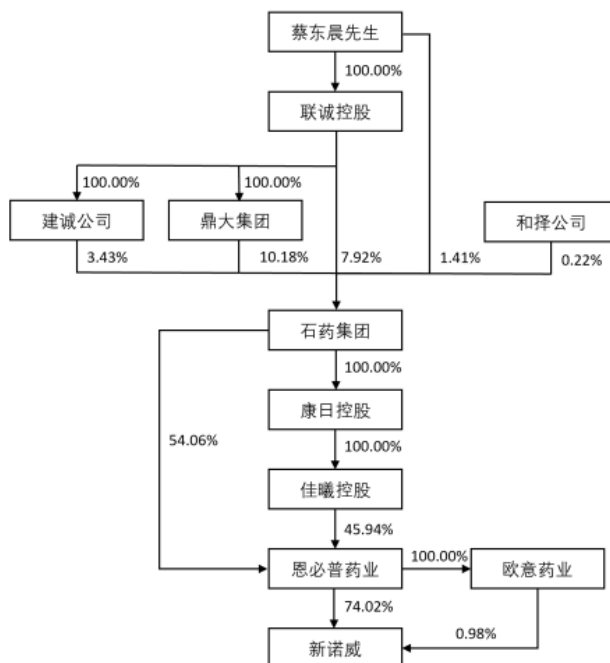 蔡东晨先生
100.00%
联诚控股
100.00%
100.00%
建诚公司
鼎大集团
和择公司
3.43%
10.18%
7.92%
1.41%
0.22%
石药集团
100.00%
康日控股
54.06%
100.00%
佳曦控股
45.94%
恩必普药业
100.00%
欧意药业
74.02%
0.98%
新诺威